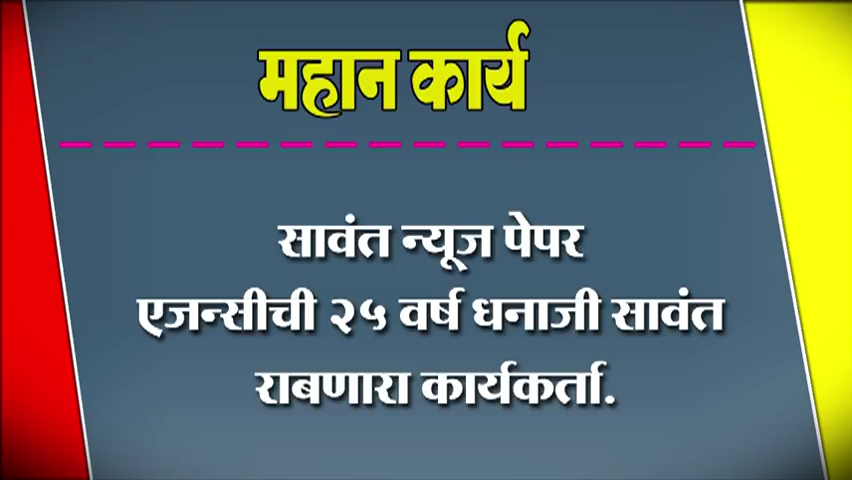 महान कार्य
सावंत न्यूज पेपर
एजन्सीची २५ वर्ष धनाजी सावंत
राबणारा कार्यकर्ता.